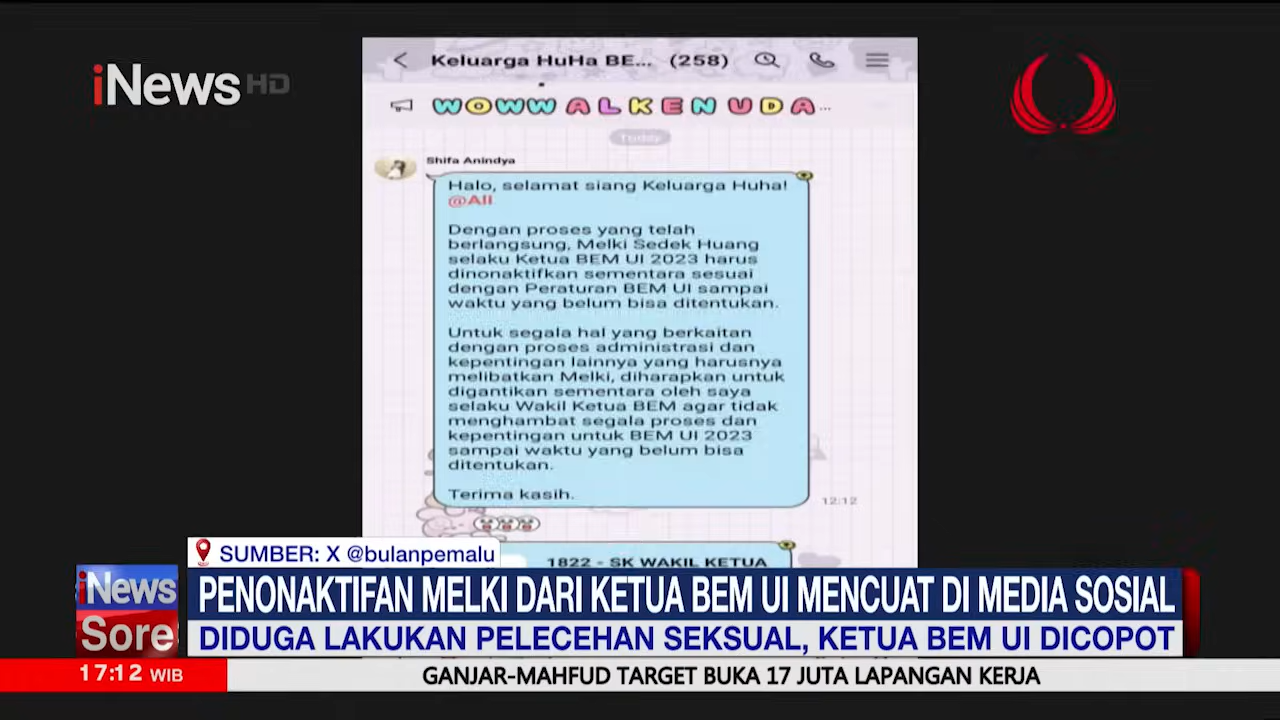 iNews HD
Keluarga HuHa BE... (258)
WOWW ALKEN UDA...
Today
Shifa Anindya
Halo, selamat siang Keluarga Huha!
@All
Dengan proses yang telah
berlangsung, Melki Sedek Huang
selaku Ketua BEM UI 2023 harus
dinonaktifkan sementara sesuai
dengan Peraturan BEM UI sampai
waktu yang belum bisa ditentukan.
Untuk segala hal yang berkaitan
dengan proses administrasi dan
kepentingan lainnya yang harusnya
melibatkan Melki, diharapkan untuk
digantikan sementara oleh saya
selaku Wakil Ketua BEM agar tidak
menghambat segala proses dan
kepentingan untuk BEM UI 2023
sampai waktu yang belum bisa
ditentukan.
Terima kasih.
12:12
1822 - SK WAKIL KETUA
SUMBER: X @bulanpemalu
iNews
Sore
PENONAKTIFAN MELKI DARI KETUA BEM UI MENCUAT DI MEDIA SOSIAL
DIDUGA LAKUKAN PELECEHAN SEKSUAL, KETUA BEM UI DICOPOT
17:12 WIB
GANJAR-MAHFUD TARGET BUKA 17 JUTA LAPANGAN KERJA